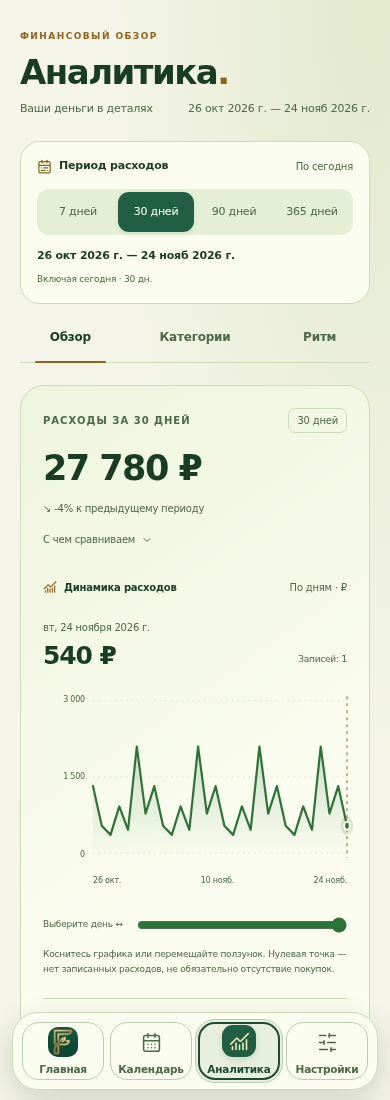 ФИНАНСОВЫЙ ОБЗОР
Аналитика.
Ваши деньги в деталях
26 окт 2026 г. — 24 нояб 2026 г.
Период расходов
По сегодня
7 дней
30 дней
90 дней
365 дней
26 окт 2026 г. — 24 нояб 2026 г.
Включая сегодня · 30 дн.
Обзор
Категории
Ритм
РАСХОДЫ ЗА 30 ДНЕЙ
30 дней
27 780 ₽
↘ -4% к предыдущему периоду
С чем сравниваем
Динамика расходов
По дням · ₽
вт, 24 ноября 2026 г.
540 ₽
Записей: 1
3 000
1 500
0
26 окт.
10 нояб.
24 нояб.
Выберите день ↔
Коснитесь графика или перемещайте ползунок. Нулевая точка —
нет записанных расходов, не обязательно отсутствие покупок.
Главная
Календарь
Аналитика
Настройки